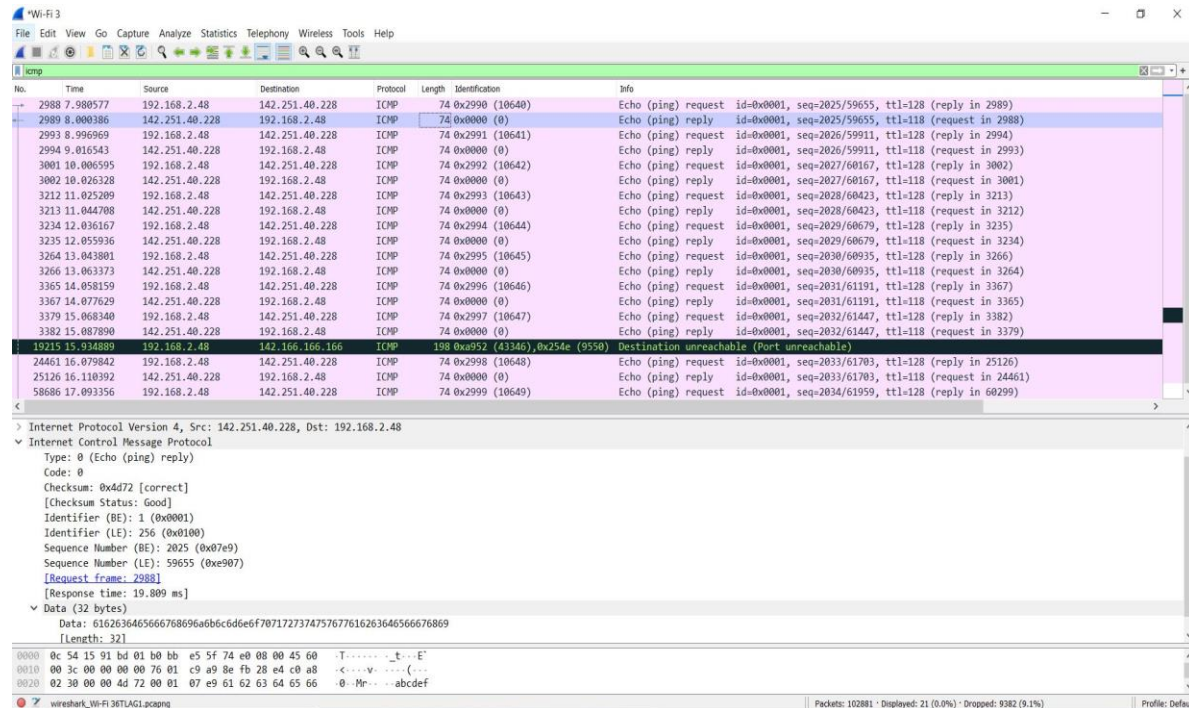 *Wi-Fi 3
File Edit View Go Capture Analyze Statistics Telephony Wireless Tools Help
icmp
No. Time Source Destination Protocol Length Identification Info
2988 7.980577 192.168.2.48 142.251.40.228 ICMP 74 0x2990 (10640) Echo (ping) request id=0x0001, seq=2025/59655, ttl=128 (reply in 2989)
2989 8.000386 142.251.40.228 192.168.2.48 ICMP 74 0x0000 (0) Echo (ping) reply id=0x0001, seq=2025/59655, ttl=118 (request in 2988)
2993 8.996969 192.168.2.48 142.251.40.228 ICMP 74 0x2991 (10641) Echo (ping) request id=0x0001, seq=2026/59911, ttl=128 (reply in 2994)
2994 9.016543 142.251.40.228 192.168.2.48 ICMP 74 0x0000 (0) Echo (ping) reply id=0x0001, seq=2026/59911, ttl=118 (request in 2993)
3001 10.006595 192.168.2.48 142.251.40.228 ICMP 74 0x2992 (10642) Echo (ping) request id=0x0001, seq=2027/60167, ttl=128 (reply in 3002)
3002 10.026328 142.251.40.228 192.168.2.48 ICMP 74 0x0000 (0) Echo (ping) reply id=0x0001, seq=2027/60167, ttl=118 (request in 3001)
3212 11.025209 192.168.2.48 142.251.40.228 ICMP 74 0x2993 (10643) Echo (ping) request id=0x0001, seq=2028/60423, ttl=128 (reply in 3213)
3213 11.044708 142.251.40.228 192.168.2.48 ICMP 74 0x0000 (0) Echo (ping) reply id=0x0001, seq=2028/60423, ttl=118 (request in 3212)
3234 12.036167 192.168.2.48 142.251.40.228 ICMP 74 0x2994 (10644) Echo (ping) request id=0x0001, seq=2029/60679, ttl=128 (reply in 3235)
3235 12.055936 142.251.40.228 192.168.2.48 ICMP 74 0x0000 (0) Echo (ping) reply id=0x0001, seq=2029/60679, ttl=118 (request in 3234)
3264 13.043801 192.168.2.48 142.251.40.228 ICMP 74 0x2995 (10645) Echo (ping) request id=0x0001, seq=2030/60935, ttl=128 (reply in 3266)
3266 13.063373 142.251.40.228 192.168.2.48 ICMP 74 0x0000 (0) Echo (ping) reply id=0x0001, seq=2030/60935, ttl=118 (request in 3264)
3365 14.058159 192.168.2.48 142.251.40.228 ICMP 74 0x2996 (10646) Echo (ping) request id=0x0001, seq=2031/61191, ttl=128 (reply in 3367)
3367 14.077629 142.251.40.228 192.168.2.48 ICMP 74 0x0000 (0) Echo (ping) reply id=0x0001, seq=2031/61191, ttl=118 (request in 3365)
3379 15.068340 192.168.2.48 142.251.40.228 ICMP 74 0x2997 (10647) Echo (ping) request id=0x0001, seq=2032/61447, ttl=128 (reply in 3382)
3382 15.087890 142.251.40.228 192.168.2.48 ICMP 74 0x0000 (0) Echo (ping) reply id=0x0001, seq=2032/61447, ttl=118 (request in 3379)
19215 15.934889 192.168.2.48 142.166.166.166 ICMP 198 0xa952 (43346),0x254e (9550) Destination unreachable (Port unreachable)
24461 16.079842 192.168.2.48 142.251.40.228 ICMP 74 0x2998 (10648) Echo (ping) request id=0x0001, seq=2033/61703, ttl=128 (reply in 25126)
25126 16.110392 142.251.40.228 192.168.2.48 ICMP 74 0x0000 (0) Echo (ping) reply id=0x0001, seq=2033/61703, ttl=118 (request in 24461)
58686 17.093356 192.168.2.48 142.251.40.228 ICMP 74 0x2999 (10649) Echo (ping) request id=0x0001, seq=2034/61959, ttl=128 (reply in 60299)
Internet Protocol Version 4, Src: 142.251.40.228, Dst: 192.168.2.48
Internet Control Message Protocol
Type: 0 (Echo (ping) reply)
Code: 0
Checksum: 0x4d72 [correct]
[Checksum Status: Good]
Identifier (BE): 1 (0x0001)
Identifier (LE): 256 (0x0100)
Sequence Number (BE): 2025 (0x07e9)
Sequence Number (LE): 59655 (0xe907)
[Request frame: 2988]
[Response time: 19.809 ms]
Data (32 bytes)
Data: 6162636465666768696a6b6c6d6e6f7071727374757677616263646566676869
[Length: 32]
0000 0c 54 15 91 bd 01 b0 bb e5 5f 74 e0 08 00 45 60 ·T······ ·_t···E`
0010 00 3c 00 00 00 00 76 01 c9 a9 8e fb 28 e4 c0 a8 ·<····v· ····(···
0020 02 30 00 00 4d 72 00 01 07 e9 61 62 63 64 65 66 ·0··Mr·· ··abcdef
wireshark_Wi-Fi 36TLAG1.pcapng Packets: 102881 · Displayed: 21 (0.0%) · Dropped: 9382 (9.1%) Profile: Defau